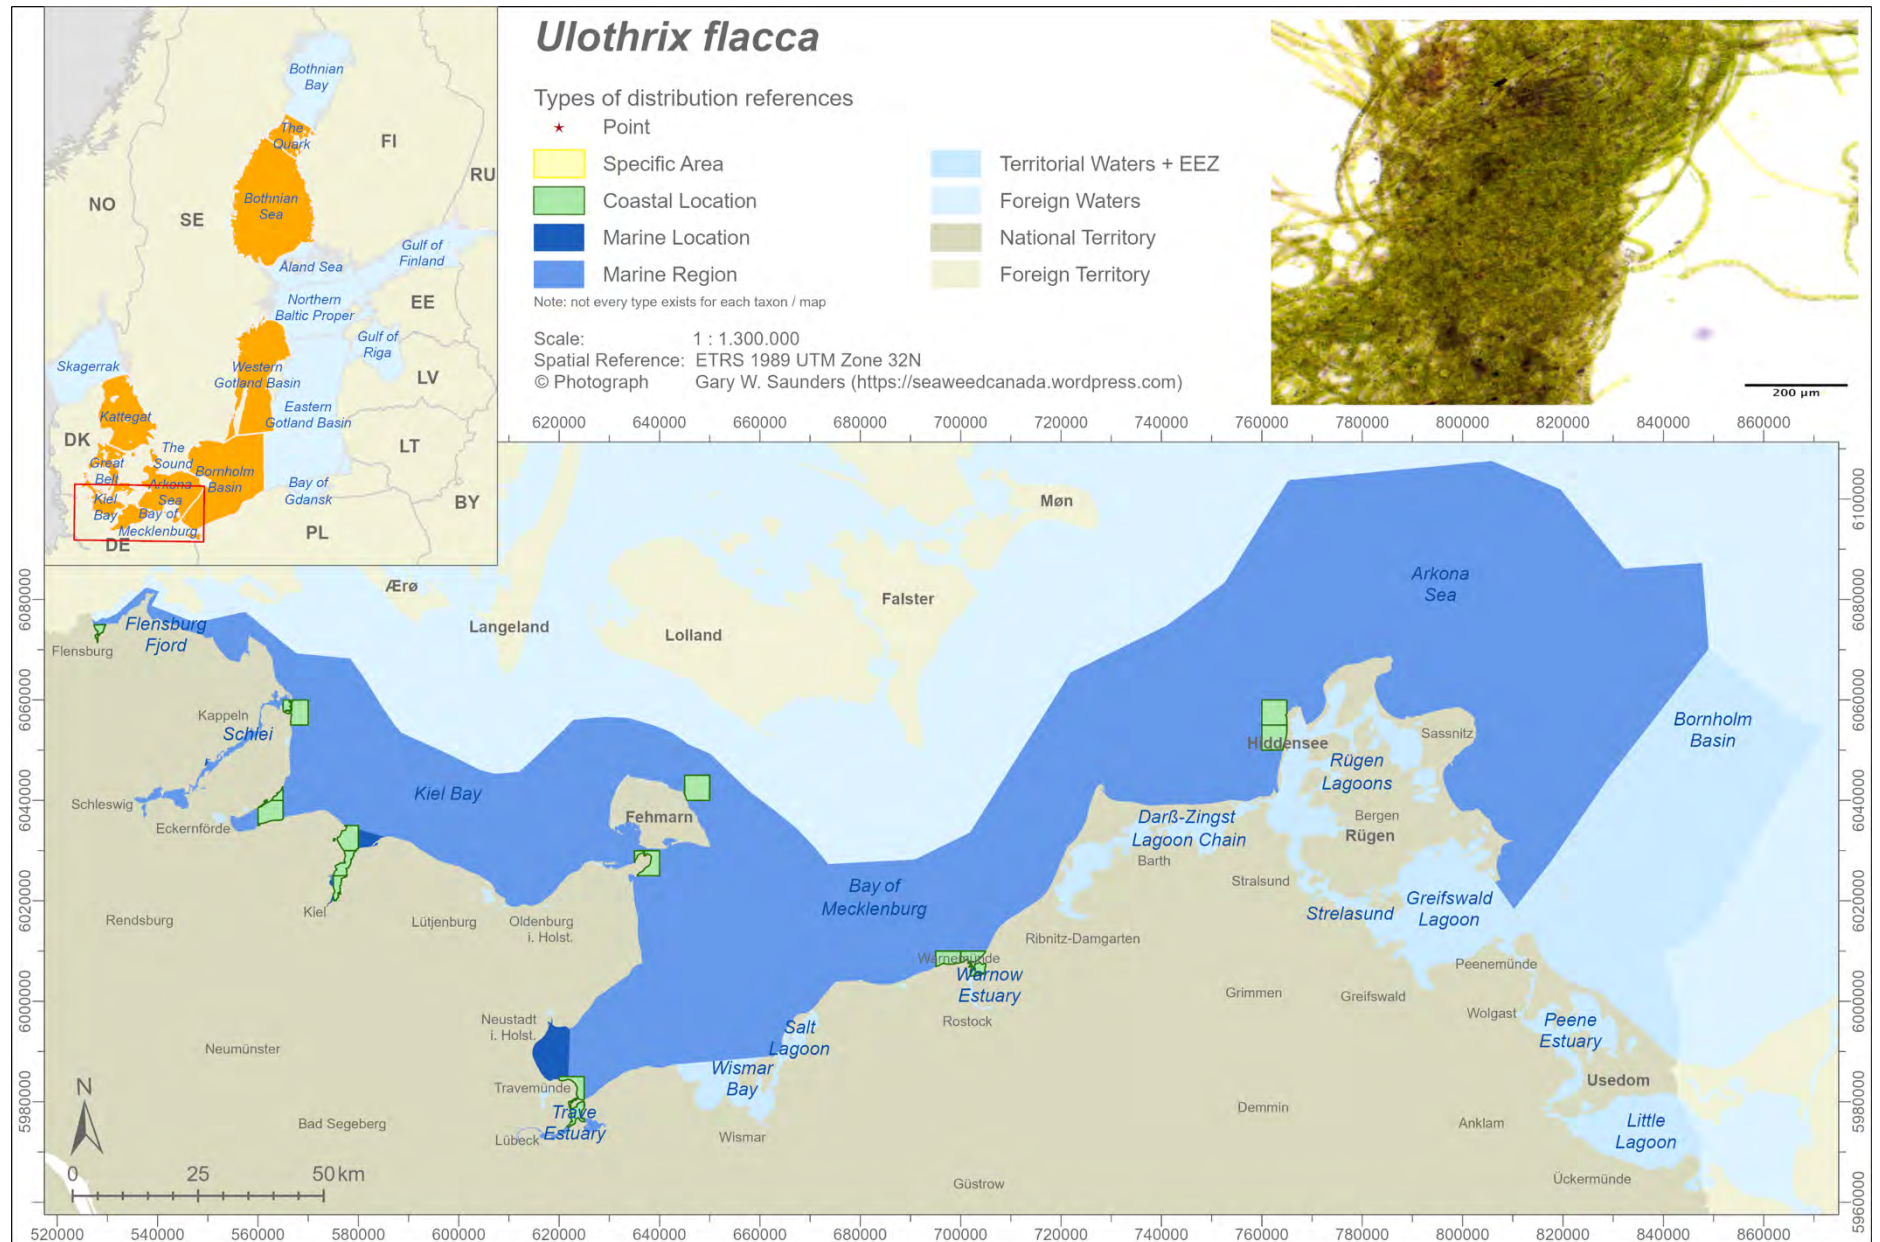 Ulothrix flacca
Types of distribution references
Point
Specific Area
Coastal Location
Marine Location
Marine Region
Territorial Waters + EEZ
Foreign Waters
National Territory
Foreign Territory
Note: not every type exists for each taxon / map
Scale: 1 : 1.300.000
Spatial Reference: ETRS 1989 UTM Zone 32N
© Photograph Gary W. Saunders (https://seaweedcanada.wordpress.com)
200 µm
Bothnian
Bay
The
Quark
FI
RU
NO
SE
Bothnian
Sea
Gulf of
Finland
Åland Sea
Northern
Baltic Proper
EE
Gulf of
Riga
Skagerrak
Western
Gotland Basin
LV
Kattegat
Eastern
Gotland Basin
DK
The
Sound
LT
Great
Belt
Bornholm
Basin
Arkona
Sea
Bay of
Gdansk
Kiel
Bay
BY
Bay of
Mecklenburg
PL
DE
620000 640000 660000 680000 700000 720000 740000 760000 780000 800000 820000 840000 860000
6100000
6080000
6060000
6040000
6020000
6000000
5980000
5960000
6080000
6060000
6040000
6020000
6000000
5980000
Møn
Ærø
Langeland
Lolland
Falster
Arkona
Sea
Flensburg
Fjord
Flensburg
Kappeln
Schlei
Schleswig
Eckernförde
Kiel Bay
Fehmarn
Hiddensee
Sassnitz
Rügen
Lagoons
Bergen
Rügen
Bornholm
Basin
Darß-Zingst
Lagoon Chain
Barth
Stralsund
Strelasund
Greifswald
Lagoon
Bay of
Mecklenburg
Rendsburg
Kiel
Lütjenburg
Oldenburg
i. Holst.
Ribnitz-Damgarten
Warnemünde
Warnow
Estuary
Rostock
Peenemünde
Grimmen
Greifswald
Wolgast
Peene
Estuary
Usedom
Neumünster
Neustadt
i. Holst.
Salt
Lagoon
Wismar
Bay
Travemünde
Trave
Estuary
Lübeck
Wismar
Bad Segeberg
Demmin
Anklam
Little
Lagoon
Ückermünde
Güstrow
N
0 25 50 km
520000 540000 560000 580000 600000 620000 640000 660000 680000 700000 720000 740000 760000 780000 800000 820000 840000 860000